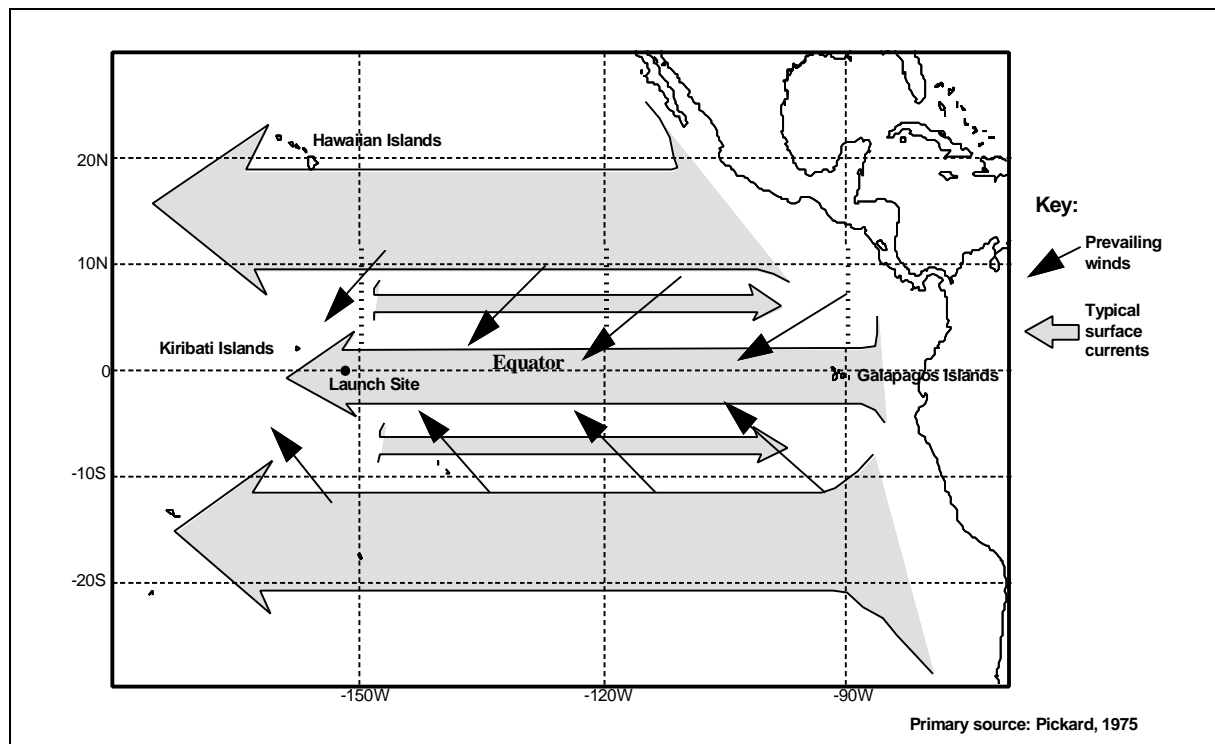 Hawaiian Islands
20N
Key:
Prevailing
winds
10N
Typical
surface
currents
Kiribati Islands
Equator
0
Launch Site
Galapagos Islands
-10S
-20S
-150W
-120W
-90W
Primary source: Pickard, 1975